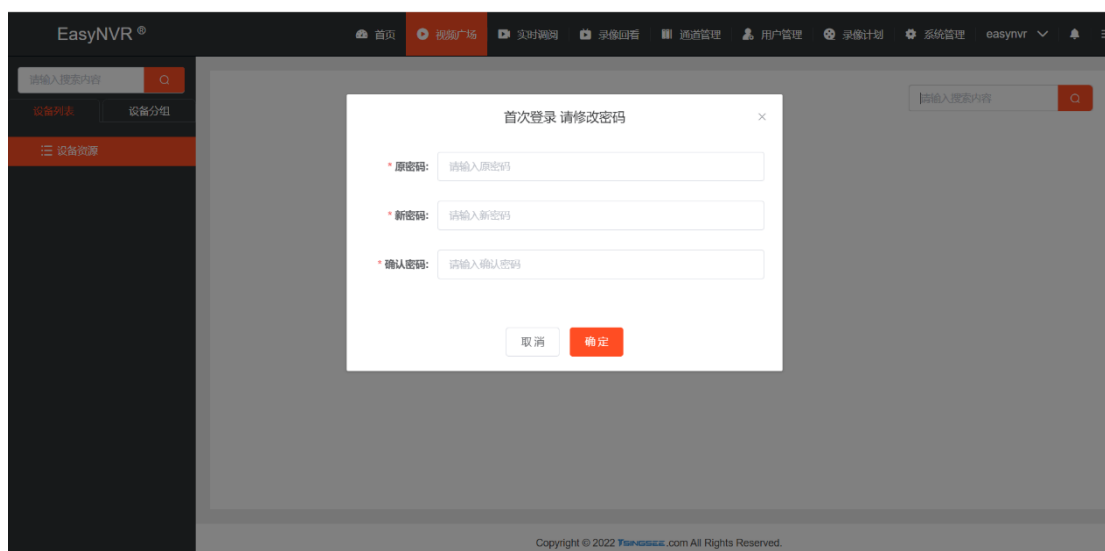 EasyNVR ®
首页 视频广场 实时调阅 录像回看 通道管理 用户管理 录像计划 系统管理 easynvr
请输入搜索内容
设备列表 设备分组
设备资源
请输入搜索内容
首次登录 请修改密码
* 原密码: 请输入原密码
* 新密码: 请输入新密码
* 确认密码: 请输入确认密码
取消 确定
Copyright © 2022 TSINGSEE.com All Rights Reserved.